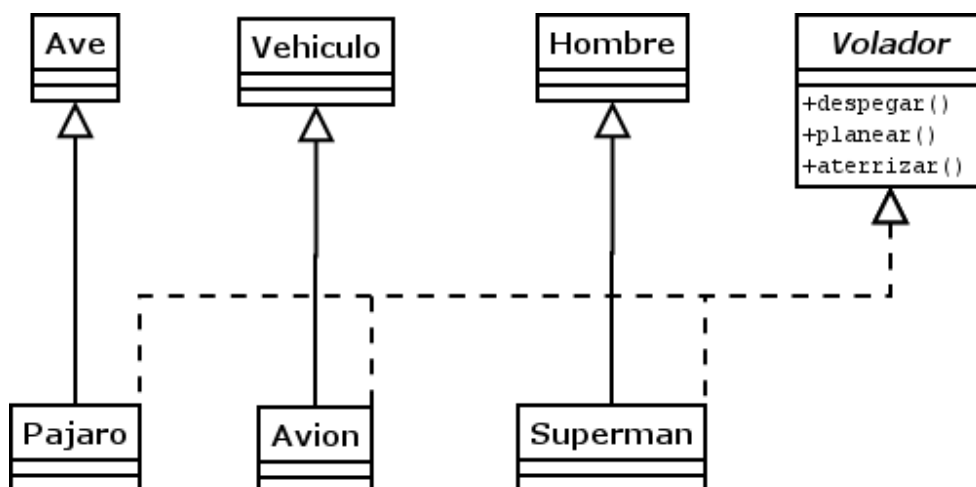 Ave
Vehiculo
Hombre
Volador
+despegar()
+planear()
+aterrizar()
Pajaro
Avion
Superman